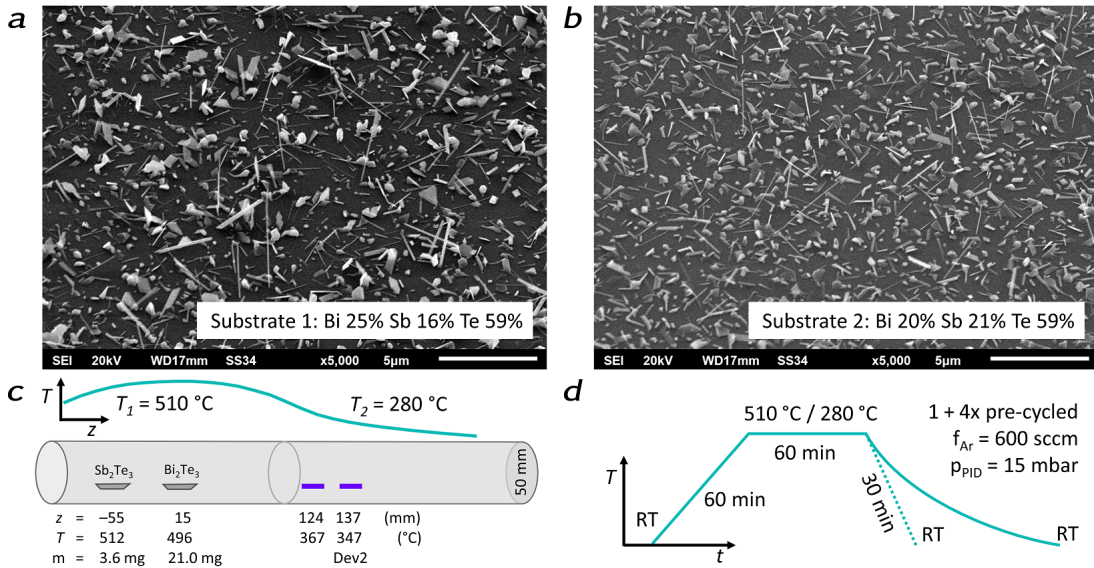 a
Substrate 1: Bi 25% Sb 16% Te 59%
SEI 20kV WD17mm SS34 x5,000 5µm
b
Substrate 2: Bi 20% Sb 21% Te 59%
SEI 20kV WD17mm SS34 x5,000 5µm
c
T
z
T₁ = 510 °C
T₂ = 280 °C
Sb₂Te₃
Bi₂Te₃
50 mm
z = –55 15 124 137 (mm)
T = 512 496 367 347 (°C)
m = 3.6 mg 21.0 mg Dev2
d
510 °C / 280 °C
60 min
60 min
30 min
T
t
RT
RT
RT
1 + 4x pre-cycled
f_Ar = 600 sccm
p_PID = 15 mbar